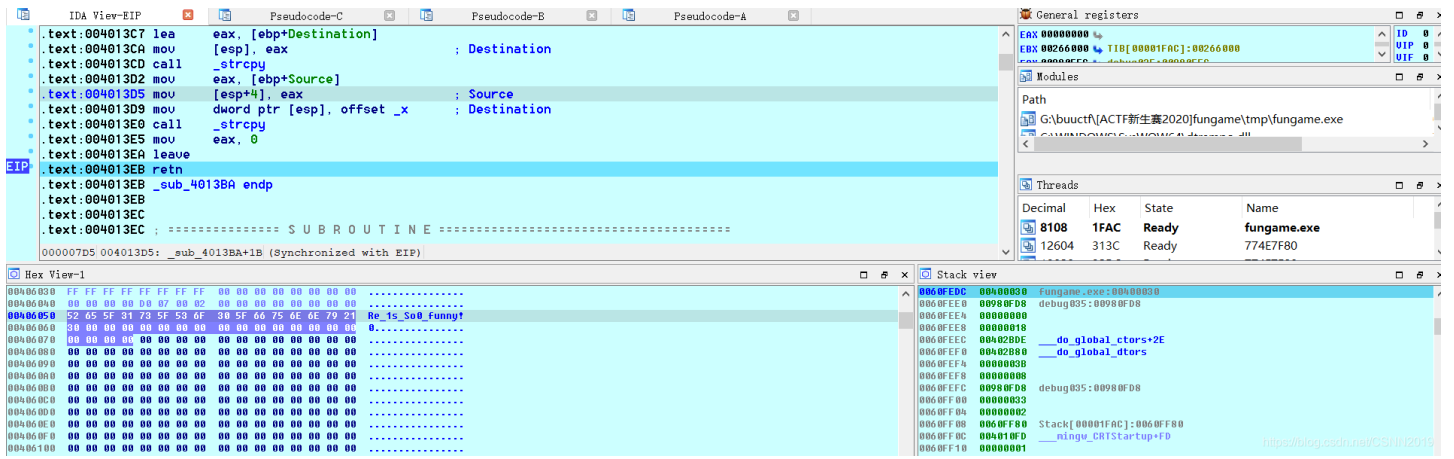 IDA View-EIP
Pseudocode-C
Pseudocode-B
Pseudocode-A
.text:004013C7 lea eax, [ebp+Destination]
.text:004013CA mov [esp], eax ; Destination
.text:004013CD call _strcpy
.text:004013D2 mov eax, [ebp+Source]
.text:004013D5 mov [esp+4], eax ; Source
.text:004013D9 mov dword ptr [esp], offset _x ; Destination
.text:004013E0 call _strcpy
.text:004013E5 mov eax, 0
.text:004013EA leave
EIP .text:004013EB retn
.text:004013EB _sub_4013BA endp
.text:004013EB
.text:004013EC
.text:004013EC ; =============== S U B R O U T I N E =======================================
000007D5 004013D5: _sub_4013BA+1B (Synchronized with EIP)
General registers
EAX 00000000
EBX 00266000 TIB[00001FAC]:00266000
ID 0
VIP 0
VIF 0
Modules
Path
G:\buuctf\[ACTF新生赛2020]fungame\tmp\fungame.exe
Threads
Decimal Hex State Name
8108 1FAC Ready fungame.exe
12604 313C Ready 774E7F80
Hex View-1
00406030 FF FF FF FF FF FF FF FF 00 00 00 00 00 00 00 00 ................
00406040 00 00 00 00 D0 07 00 02 00 00 00 00 00 00 00 00 ................
00406050 52 65 5F 31 73 5F 53 6F 30 5F 66 75 6E 6E 79 21 Re_1s_So0_funny!
00406060 30 00 00 00 00 00 00 00 00 00 00 00 00 00 00 00 0...............
00406070 00 00 00 00 00 00 00 00 00 00 00 00 00 00 00 00 ................
00406080 00 00 00 00 00 00 00 00 00 00 00 00 00 00 00 00 ................
00406090 00 00 00 00 00 00 00 00 00 00 00 00 00 00 00 00 ................
004060A0 00 00 00 00 00 00 00 00 00 00 00 00 00 00 00 00 ................
004060B0 00 00 00 00 00 00 00 00 00 00 00 00 00 00 00 00 ................
004060C0 00 00 00 00 00 00 00 00 00 00 00 00 00 00 00 00 ................
004060D0 00 00 00 00 00 00 00 00 00 00 00 00 00 00 00 00 ................
004060E0 00 00 00 00 00 00 00 00 00 00 00 00 00 00 00 00 ................
004060F0 00 00 00 00 00 00 00 00 00 00 00 00 00 00 00 00 ................
00406100 00 00 00 00 00 00 00 00 00 00 00 00 00 00 00 00 ................
Stack view
0060FEDC 00400030 fungame.exe:00400030
0060FEE0 00980FD8 debug035:00980FD8
0060FEE4 00000000
0060FEE8 00000018
0060FEEC 00402BDE ___do_global_ctors+2E
0060FEF0 00402B80 ___do_global_dtors
0060FEF4 0000003B
0060FEF8 00000008
0060FEFC 00980FD8 debug035:00980FD8
0060FF00 00000033
0060FF04 00000002
0060FF08 0060FF80 Stack[00001FAC]:0060FF80
0060FF0C 004010FD ___mingw_CRTStartup+FD
0060FF10 00000001
https://blog.csdn.net/CSNN2019